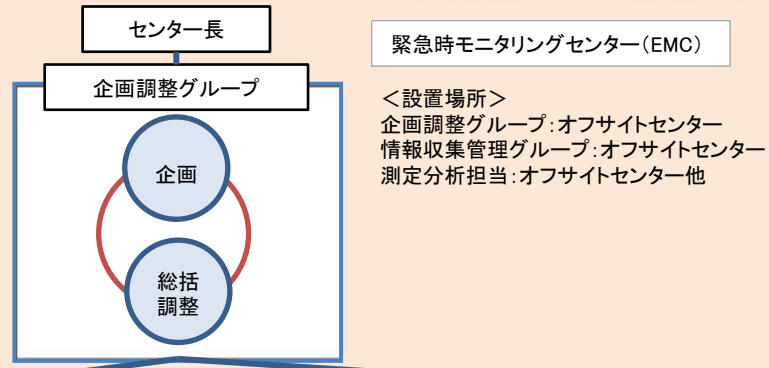 センター長
緊急時モニタリングセンター(EMC)
企画調整グループ
<設置場所>
企画調整グループ:オフサイトセンター
情報収集管理グループ:オフサイトセンター
測定分析担当:オフサイトセンター他
企画
総括
調整